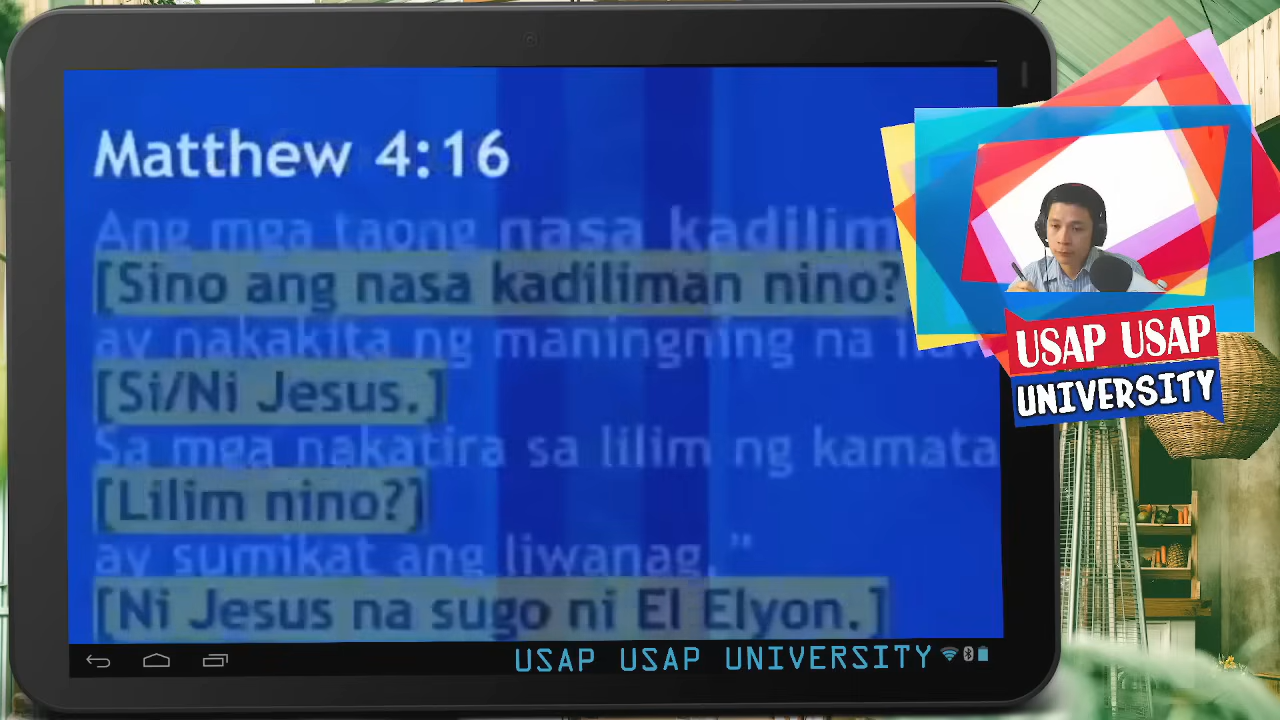 Matthew 4:16
Ang mga taong nasa kadilim
[Sino ang nasa kadiliman nino?
ay nakakita ng maningning na ilaw
[Si/Ni Jesus.]
Sa mga nakatira sa lilim ng kamata
[Lilim nino?]
ay sumikat ang liwanag."
[Ni Jesus na sugo ni El Elyon.]
USAP USAP UNIVERSITY
USAP USAP
UNIVERSITY